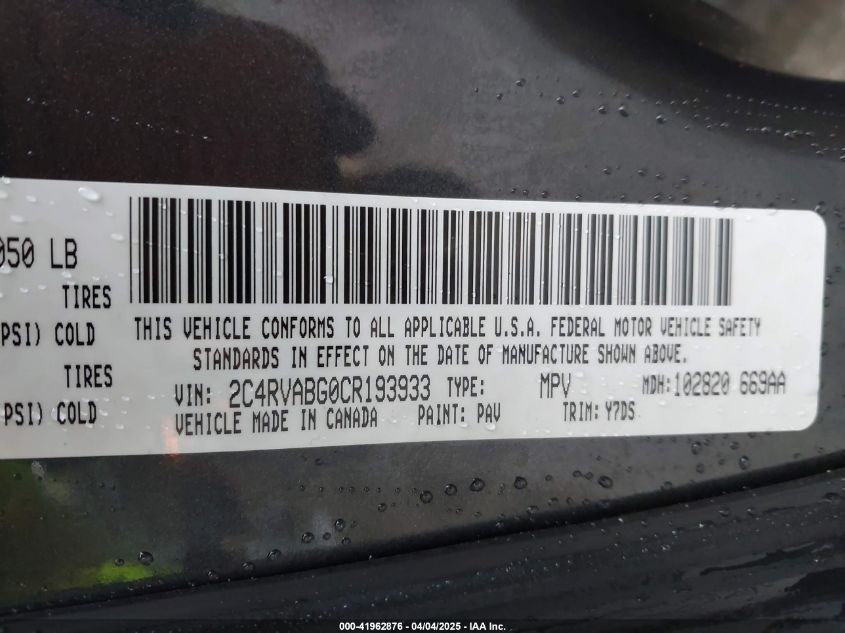 050 LB
TIRES
PSI) COLD
TIRES
PSI) COLD
THIS VEHICLE CONFORMS TO ALL APPLICABLE U.S.A. FEDERAL MOTOR VEHICLE SAFETY
STANDARDS IN EFFECT ON THE DATE OF MANUFACTURE SHOWN ABOVE.
VIN: 2C4RVABG0CR193933 TYPE: MPV MDH:102820 669AA
VEHICLE MADE IN CANADA PAINT: PAV TRIM: Y7DS
000-41962876 - 04/04/2025 - IAA Inc.